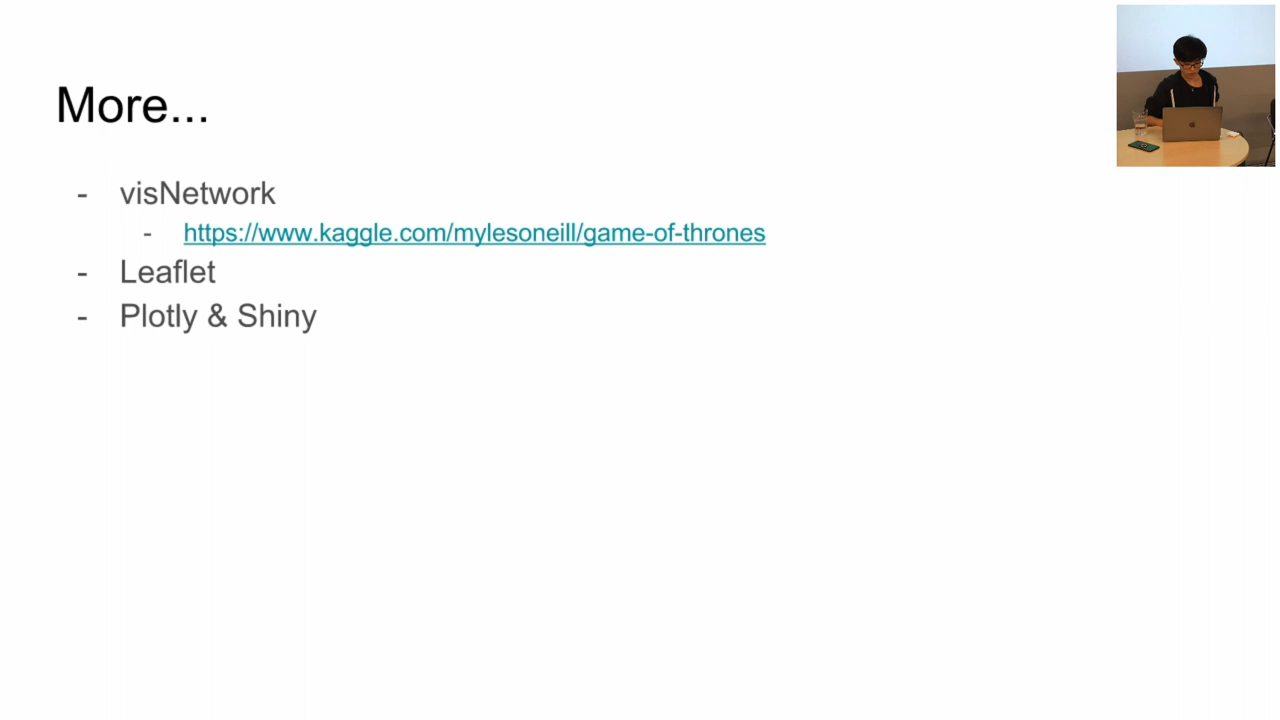 More...
- visNetwork
- https://www.kaggle.com/mylesoneill/game-of-thrones
- Leaflet
- Plotly & Shiny